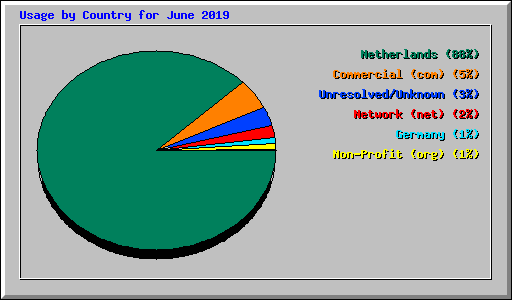 Usage by Country for June 2019
Netherlands (88%)
Commercial (com) (5%)
Unresolved/Unknown (3%)
Network (net) (2%)
Germany (1%)
Non-Profit (org) (1%)